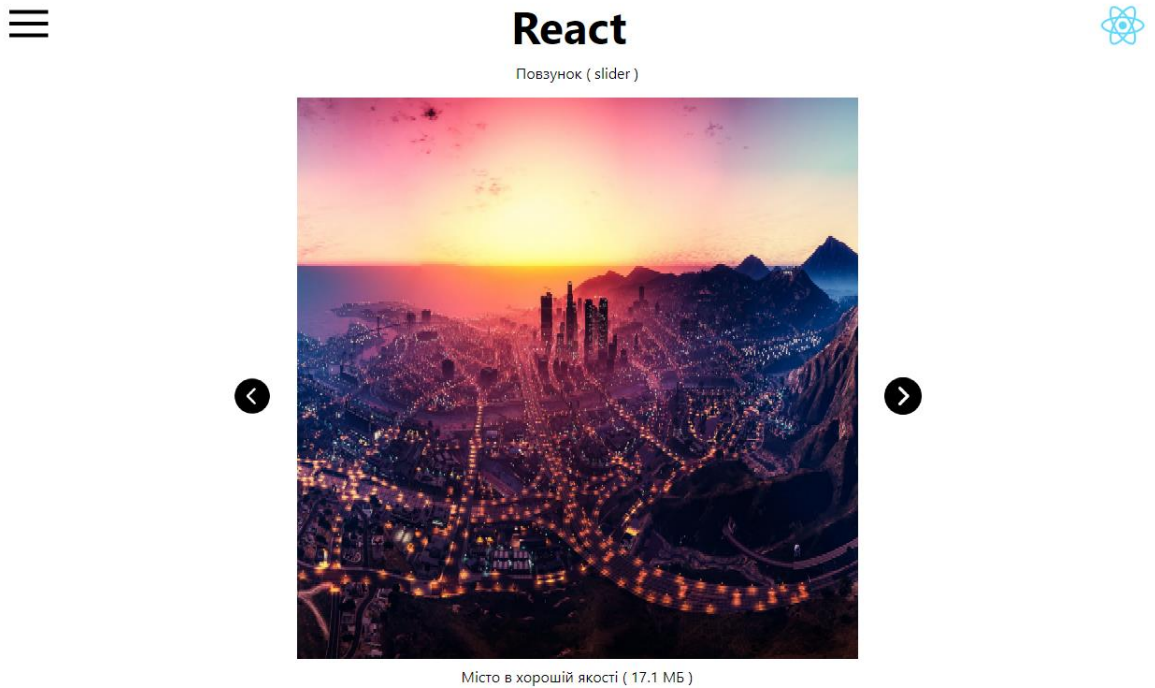 React
Повзунок ( slider )
Місто в хорошій якості ( 17.1 МБ )